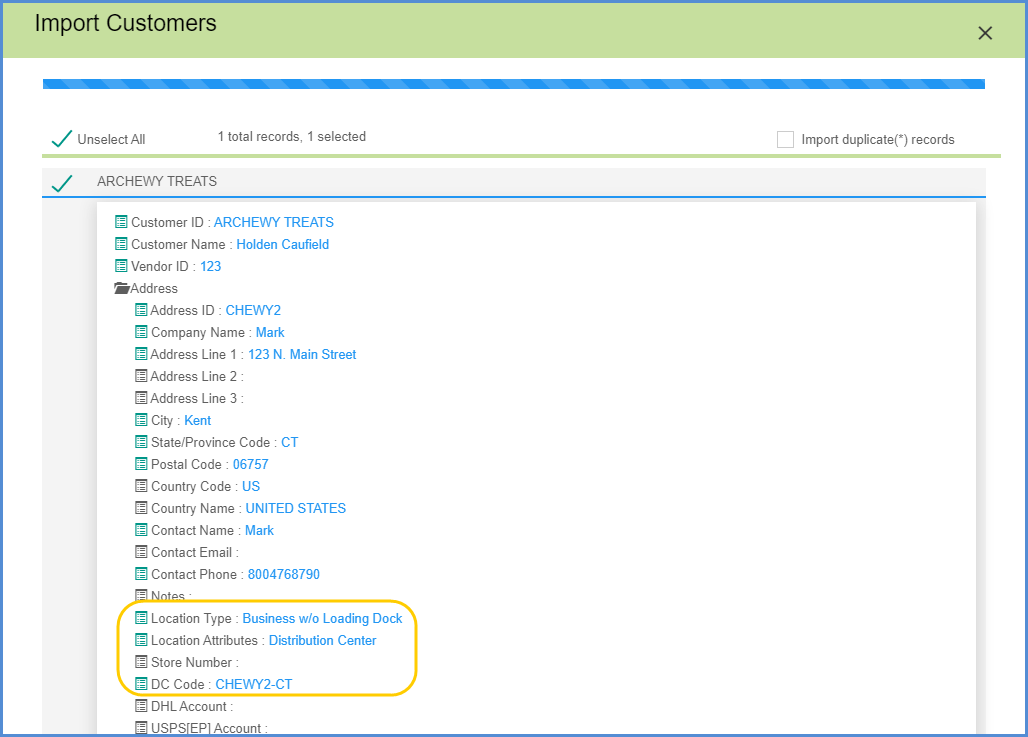 Import Customers
Unselect All
1 total records, 1 selected
Import duplicate(*) records
ARCHEWY TREATS
Customer ID : ARCHEWY TREATS
Customer Name : Holden Caufield
Vendor ID : 123
Address
Address ID : CHEWY2
Company Name : Mark
Address Line 1 : 123 N. Main Street
Address Line 2 :
Address Line 3 :
City : Kent
State/Province Code : CT
Postal Code : 06757
Country Code : US
Country Name : UNITED STATES
Contact Name : Mark
Contact Email :
Contact Phone : 8004768790
Notes :
Location Type : Business w/o Loading Dock
Location Attributes : Distribution Center
Store Number :
DC Code : CHEWY2-CT
DHL Account :
USPS[EP] Account :